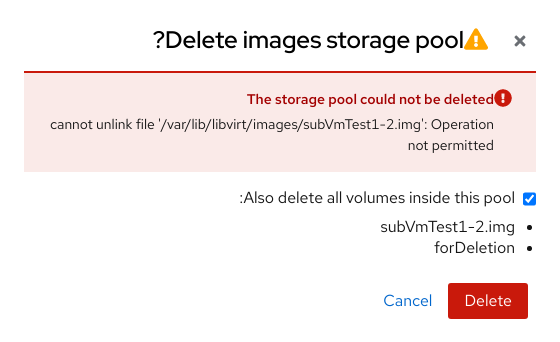 ?Delete images storage pool
The storage pool could not be deleted
cannot unlink file '/var/lib/libvirt/images/subVmTest1-2.img': Operation
not permitted
:Also delete all volumes inside this pool
subVmTest1-2.img
forDeletion
Cancel Delete